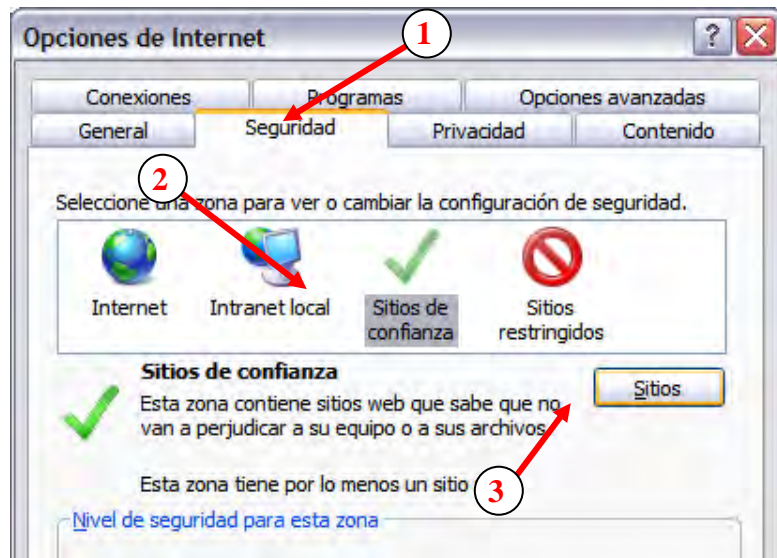 Opciones de Internet
1
?
Conexiones
Programas
Opciones avanzadas
General
Seguridad
Privacidad
Contenido
2
Seleccione una zona para ver o cambiar la configuración de seguridad.
Internet
Intranet local
Sitios de
confianza
Sitios
restringidos
Sitios de confianza
Sitios
Esta zona contiene sitios web que sabe que no
van a perjudicar a su equipo o a sus archivos.
Esta zona tiene por lo menos un sitio
3
Nivel de seguridad para esta zona